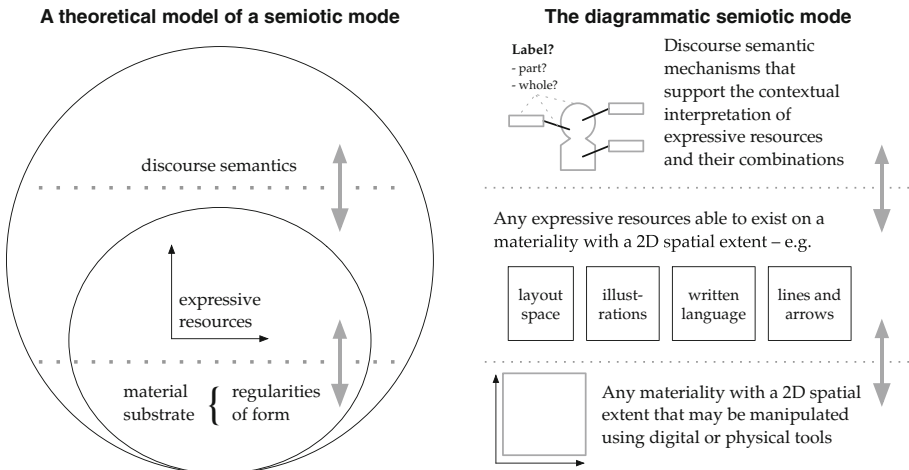 A theoretical model of a semiotic mode
discourse semantics
expressive
resources
material
substrate
{
regularities
of form
The diagrammatic semiotic mode
Label?
- part?
- whole?
Discourse semantic
mechanisms that
support the contextual
interpretation of
expressive resources
and their combinations
Any expressive resources able to exist on a
materiality with a 2D spatial extent – e.g.
layout
space
illust-
rations
written
language
lines and
arrows
Any materiality with a 2D spatial
extent that may be manipulated
using digital or physical tools